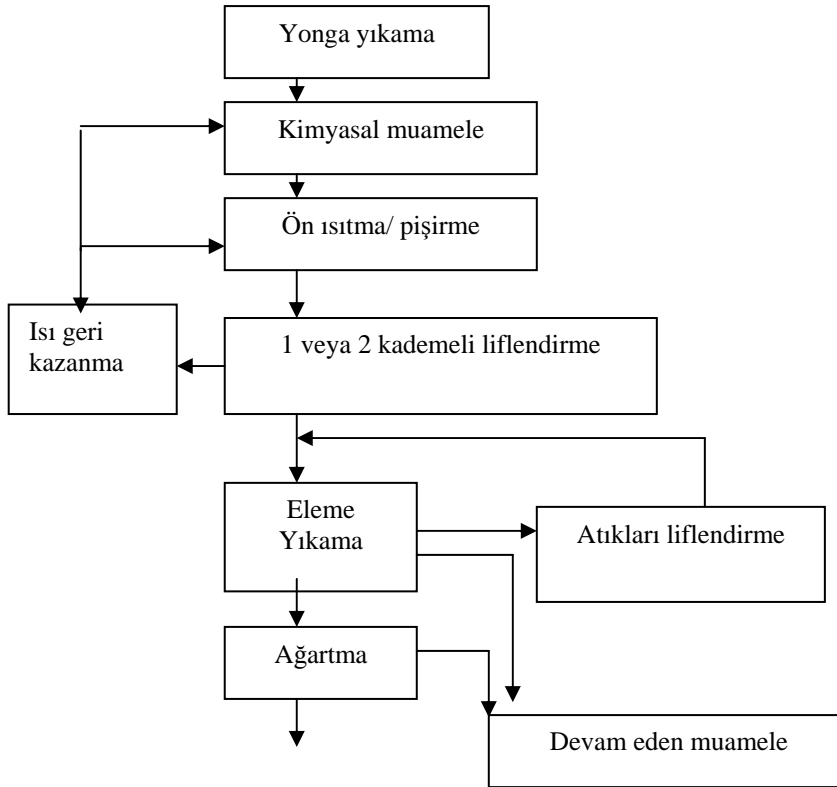 Yonga yıkama
Kimyasal muamele
Ön ısıtma/ pişirme
Isı geri
kazanma
1 veya 2 kademeli liflendirme
Eleme
Yıkama
Atıkları liflendirme
Ağartma
Devam eden muamele